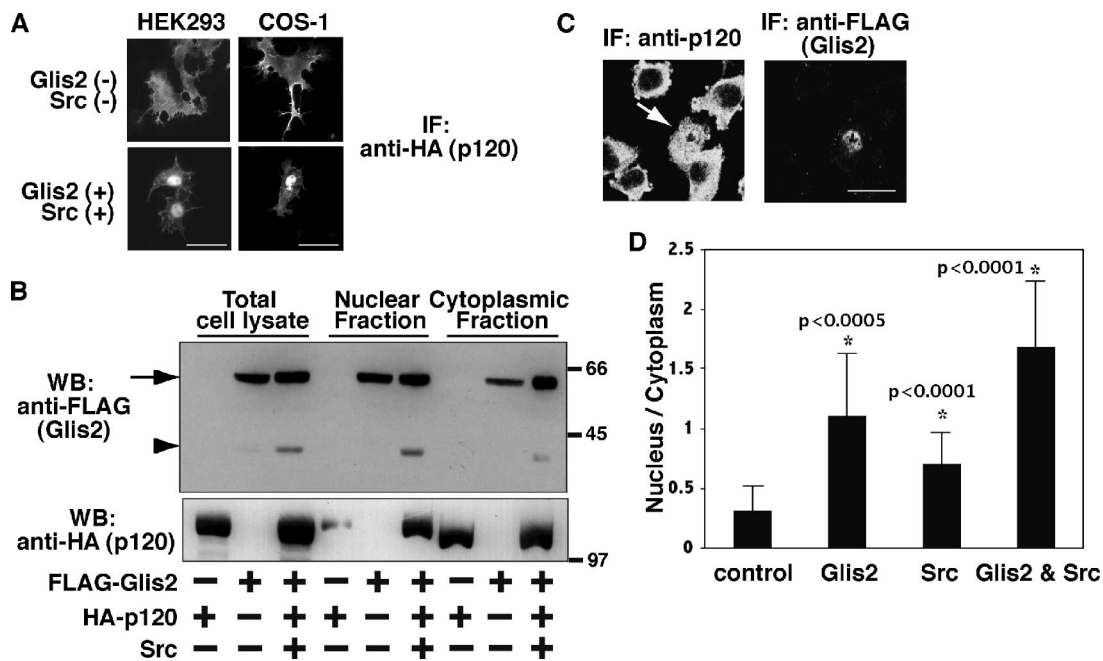 A
HEK293 COS-1
Glis2 (-)
Src (-)
Glis2 (+)
Src (+)
IF:
anti-HA (p120)
B
Total
cell lysate
Nuclear
Fraction
Cytoplasmic
Fraction
WB:
anti-FLAG
(Glis2)
66
45
WB:
anti-HA (p120)
97
FLAG-Glis2 − + + − + + − + +
HA-p120 + − + + − + + − +
Src − − + − − + − − +
C
IF: anti-p120
IF: anti-FLAG
(Glis2)
D
Nucleus / Cytoplasm
2.5
2
1.5
1
0.5
0
p<0.0005
*
p<0.0001
*
p<0.0001 *
control Glis2 Src Glis2 & Src